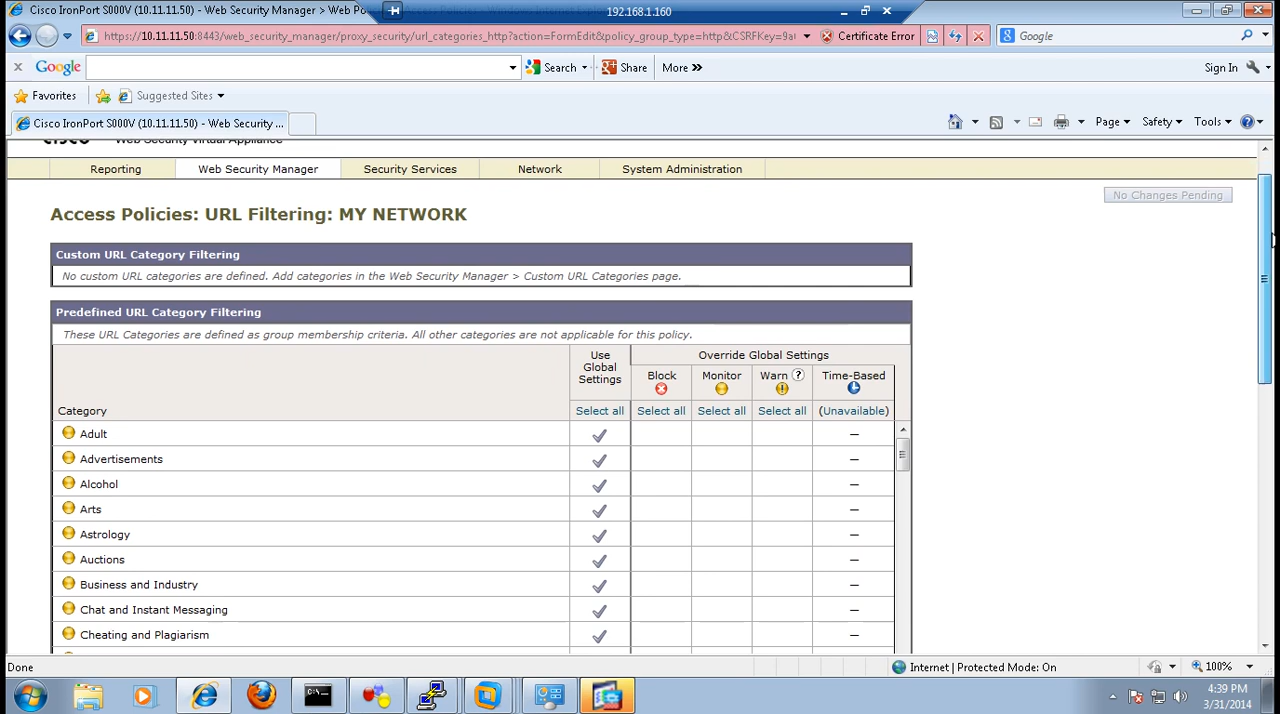 Cisco IronPort S000V (10.11.11.50) - Web Security Manager > Web Po
192.168.1.160
https://10.11.11.50:8443/web_security_manager/proxy_security/url_categories_http?action=FormEdit&policy_group_type=http&CSRFKey=9a
Certificate Error
Google
Google
Search
Share
More »
Sign In
Favorites
Suggested Sites
Cisco IronPort S000V (10.11.11.50) - Web Security ...
Page
Safety
Tools
Web Security Virtual Appliance
Reporting
Web Security Manager
Security Services
Network
System Administration
No Changes Pending
Access Policies: URL Filtering: MY NETWORK
Custom URL Category Filtering
No custom URL categories are defined. Add categories in the Web Security Manager > Custom URL Categories page.
Predefined URL Category Filtering
These URL Categories are defined as group membership criteria. All other categories are not applicable for this policy.
Use Global Settings
Override Global Settings
Block
Monitor
Warn ?
Time-Based
Category
Select all
Select all
Select all
Select all
(Unavailable)
Adult —
Advertisements —
Alcohol —
Arts —
Astrology —
Auctions —
Business and Industry —
Chat and Instant Messaging —
Cheating and Plagiarism —
Done
Internet | Protected Mode: On
100%
4:39 PM
3/31/2014